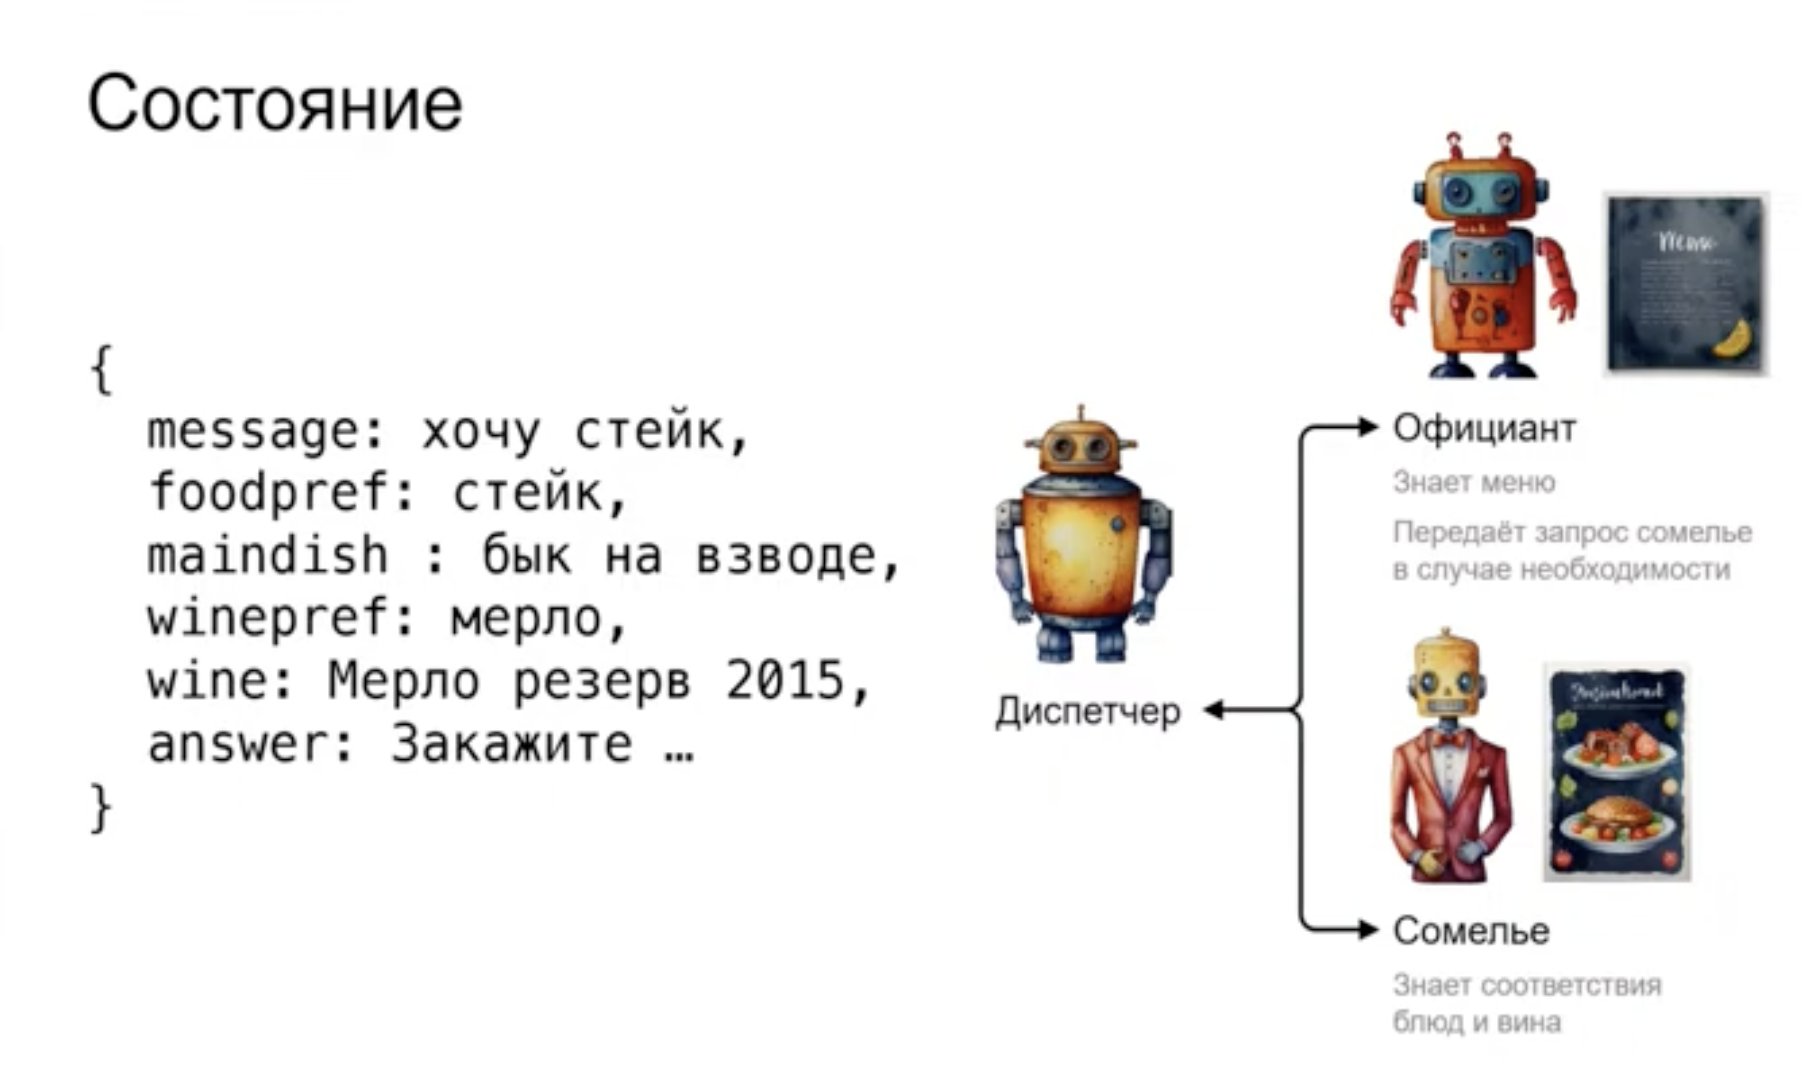 Состояние
{
message: хочу стейк,
foodpref: стейк,
maindish : бык на взводе,
winepref: мерло,
wine: Мерло резерв 2015,
answer: Закажите …
}
Диспетчер
Menu
Официант
Знает меню
Передаёт запрос сомелье
в случае необходимости
Сомелье
Знает соответствия
блюд и вина